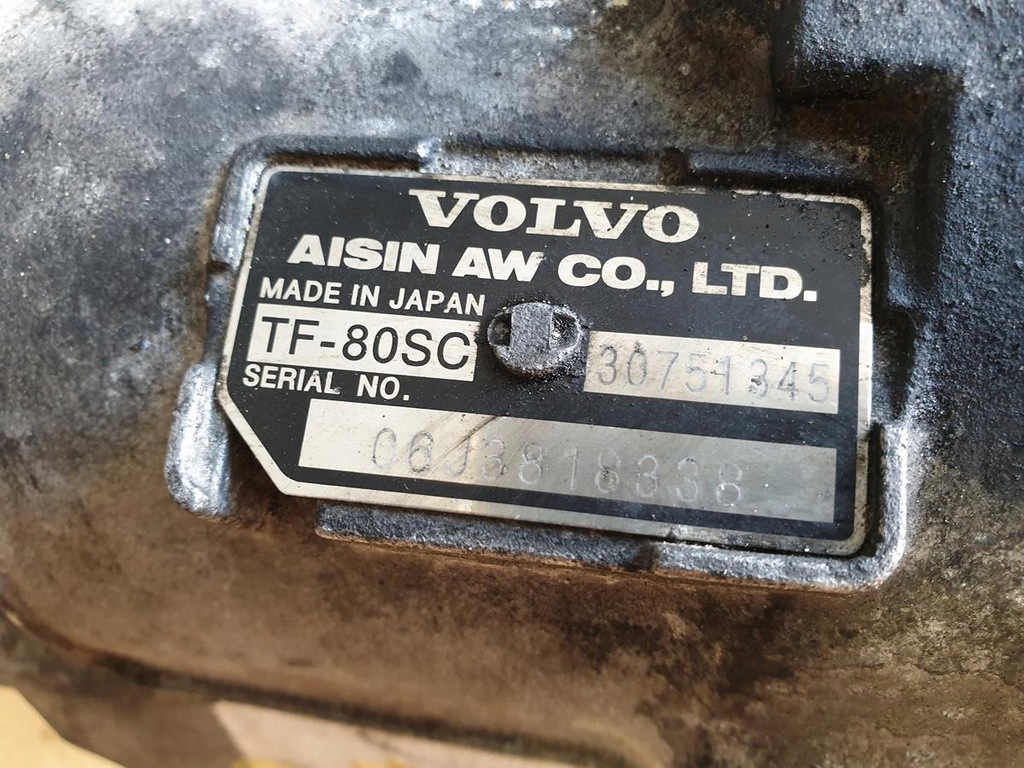 VOLVO
AISIN AW CO., LTD.
MADE IN JAPAN
TF-80SC 30751345
SERIAL NO.
06J3818338